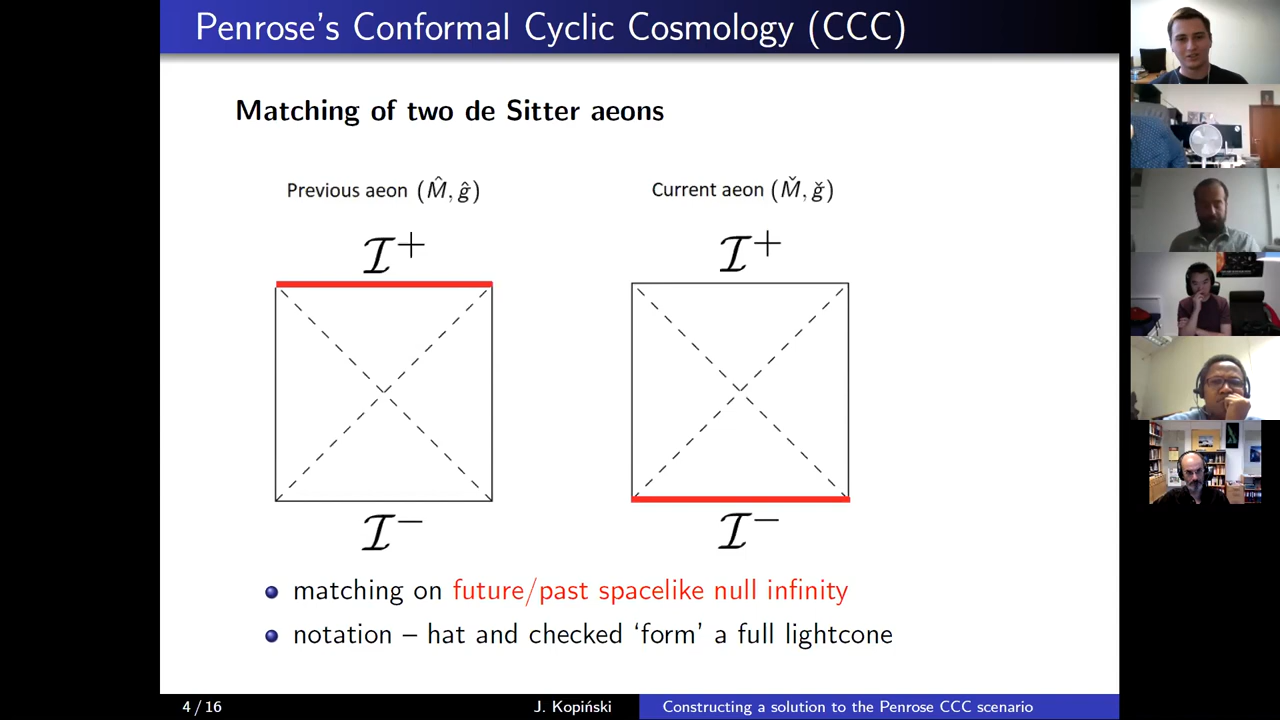 Penrose's Conformal Cyclic Cosmology (CCC)
Matching of two de Sitter aeons
Previous aeon (M̂, ĝ)
Current aeon (M̌, ǧ)
ℐ⁺
ℐ⁺
ℐ⁻
ℐ⁻
matching on future/past spacelike null infinity
notation – hat and checked ‘form’ a full lightcone
4 / 16
J. Kopiński
Constructing a solution to the Penrose CCC scenario